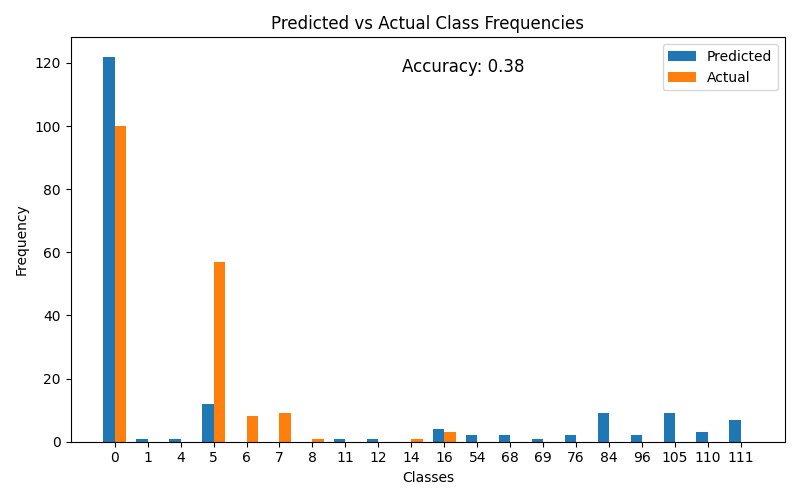 Predicted vs Actual Class Frequencies
Accuracy: 0.38
Predicted
Actual
Frequency
120
100
80
60
40
20
0
0 1 4 5 6 7 8 11 12 14 16 54 68 69 76 84 96 105 110 111
Classes